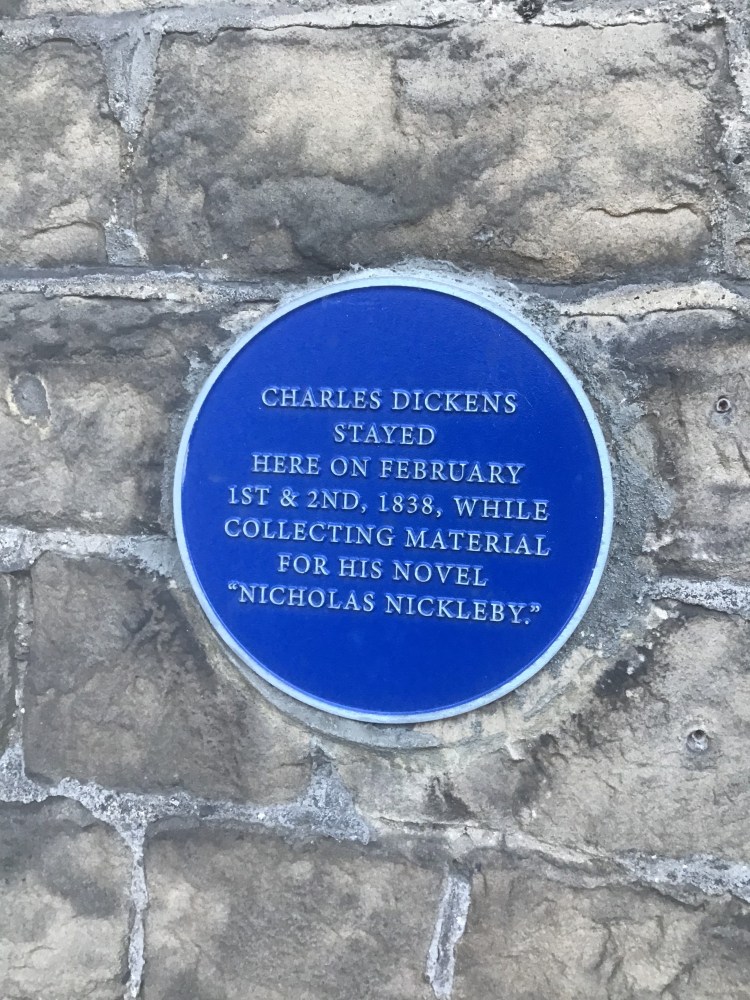 CHARLES DICKENS
STAYED
HERE ON FEBRUARY
1ST & 2ND, 1838, WHILE
COLLECTING MATERIAL
FOR HIS NOVEL
“NICHOLAS NICKLEBY.”